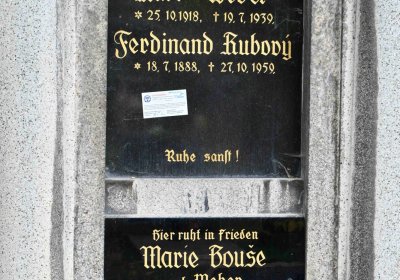 * 25.10.1918, † 19.7.1939.
Ferdinand Kubový
* 18.7.1888, † 27.10.1959.
Ruhe sanft!
Hier ruht in Frieden
Marie Bouše